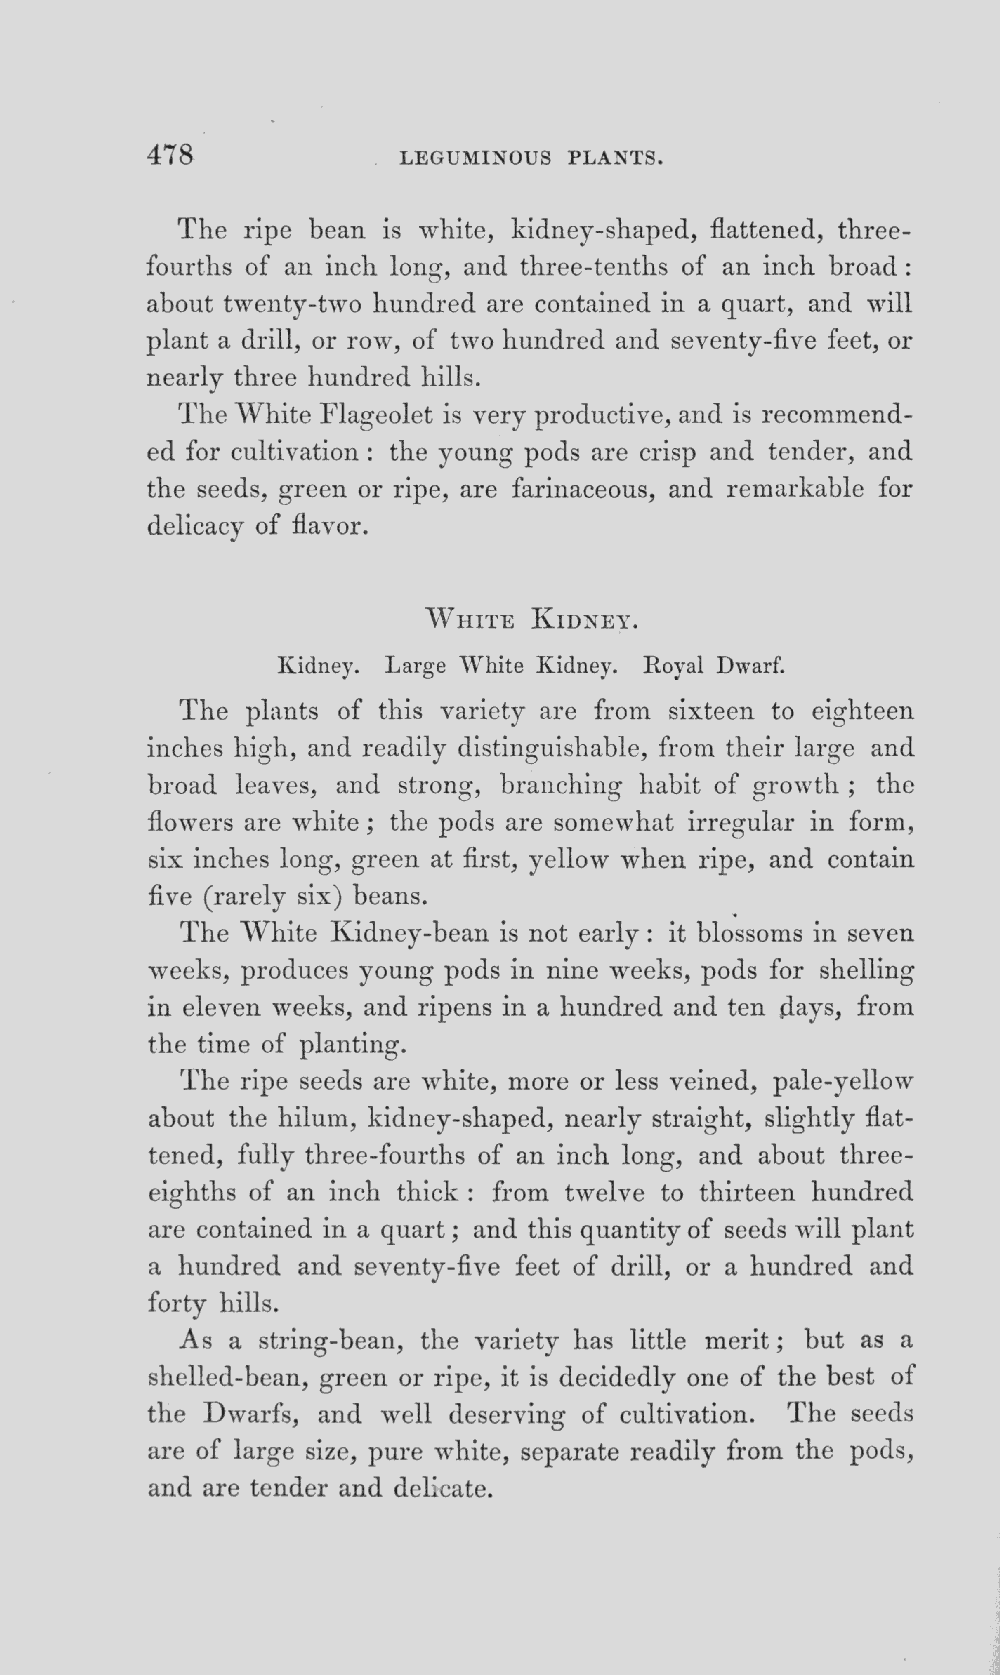 478 LEGUMINOUS PLANTS.
The ripe bean is white, kidney-shaped, flattened, three-
fourths of an inch long, and three-tenths of an inch broad :
about twenty-two hundred are contained in a quart, and will
plant a drill, or row, of two hundred and seventy-five feet, or
nearly three hundred hills.
The White Flageolet is very productive, and is recommend-
ed for cultivation : the young pods are crisp and tender, and
the seeds, green or ripe, are farinaceous, and remarkable for
delicacy of flavor.
WHITE KIDNEY.
Kidney. Large White Kidney. Royal Dwarf.
The plants of this variety are from sixteen to eighteen
inches high, and readily distinguishable, from their large and
broad leaves, and strong, branching habit of growth ; the
flowers are white ; the pods are somewhat irregular in form,
six inches long, green at first, yellow when ripe, and contain
five (rarely six) beans.
The White Kidney-bean is not early : it blossoms in seven
weeks, produces young pods in nine weeks, pods for shelling
in eleven weeks, and ripens in a hundred and ten days, from
the time of planting.
The ripe seeds are white, more or less veined, pale-yellow
about the hilum, kidney-shaped, nearly straight, slightly flat-
tened, fully three-fourths of an inch long, and about three-
eighths of an inch thick : from twelve to thirteen hundred
are contained in a quart ; and this quantity of seeds will plant
a hundred and seventy-five feet of drill, or a hundred and
forty hills.
As a string-bean, the variety has little merit ; but as a
shelled-bean, green or ripe, it is decidedly one of the best of
the Dwarfs, and well deserving of cultivation. The seeds
are of large size, pure white, separate readily from the pods,
and are tender and delicate.